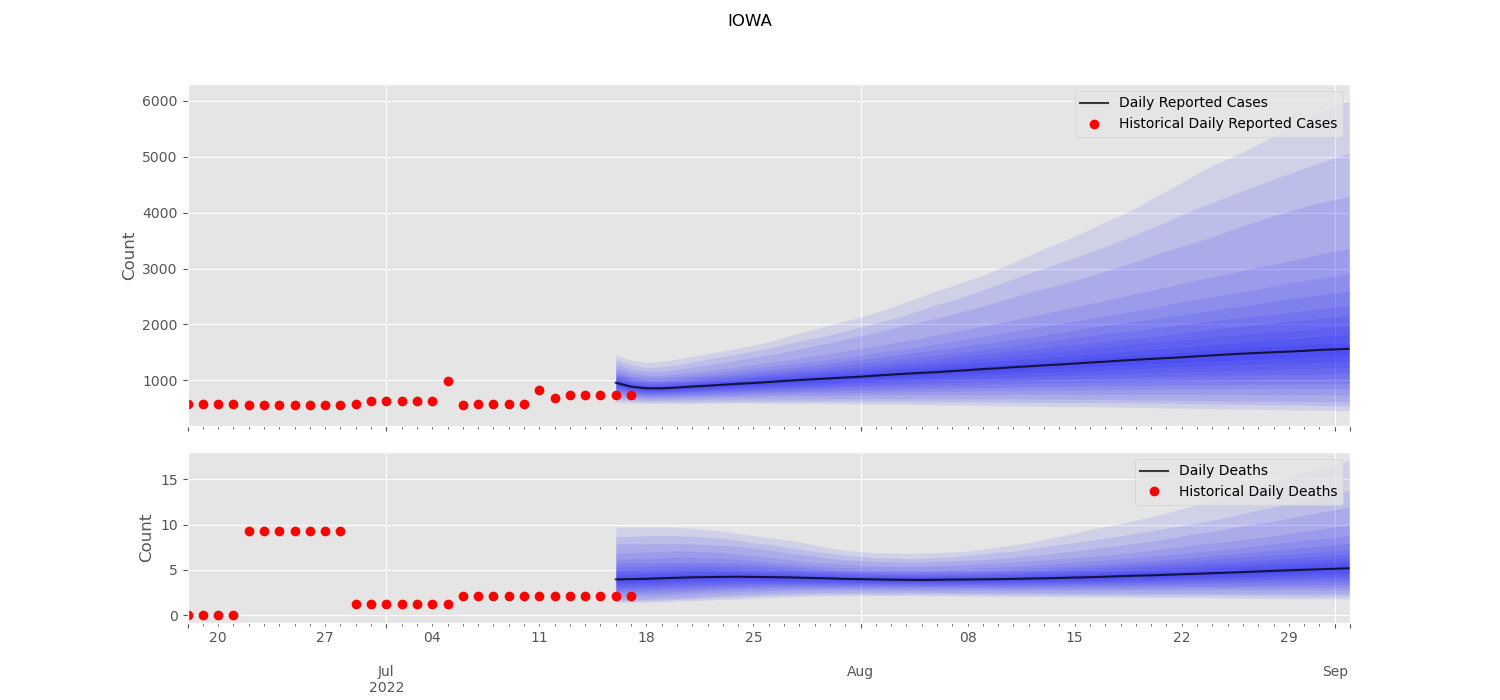 IOWA
6000
5000
4000
3000
2000
1000
Count
Daily Reported Cases
Historical Daily Reported Cases
15
10
5
0
Count
Daily Deaths
Historical Daily Deaths
20 27 04 11 18 25 08 15 22 29
Jul Aug Sep
2022